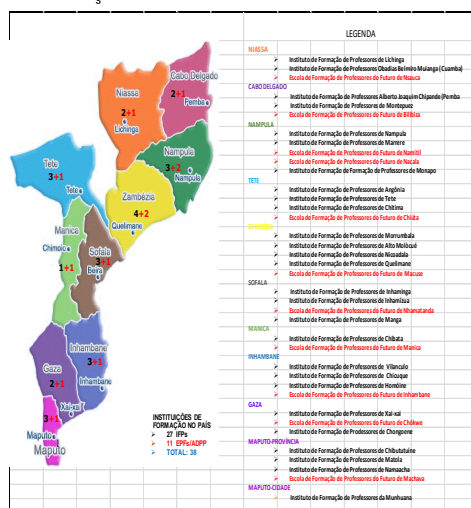 s
LEGENDA
NIASSA
Instituto de Formação de Professores de Lichinga
Instituto de Formação de Professores Obadias Belmiro Muianga (Cuamba)
Escola de Formação de Professores do Futuro de Nsauca
CABO DELGADO
Instituto de Formação de Professores Alberto Joaquim Chipande (Pemba
Instituto de Formação de Professores de Montepuez
Escola de Formação de Professores do Futuro de Bilibiza
NAMPULA
Instituto de Formação de Professores de Nampula
Instituto de Formação de Professores de Marrere
Escola de Formação de Professores do Futuro de Namitil
Escola de Formação de Professores do Futuro de Nacala
Instituto de Formação de Formação de Professores de Monapo
TETE
Instituto de Formação de Professores de Angónia
Instituto de Formação de Professores de Tete
Instituto de Formação de Professores de Chitima
Escola de Formação de Professores do Futuro de Chiúta
ZAMBÉZIA
Instituto de Formação de Professores de Morrumbala
Instituto de Formação de Professores de Alto Molócuè
Instituto de Formação de Professores de Nicoadala
Instituto de Formação de Professores de Quelimane
Escola de Formação de Professores do Futuro de Macuse
SOFALA
Instituto de Formação de Professores de Inhaminga
Instituto de Formação de Professores de Inhamizua
Escola de Formação de Professores do Futuro de Nhamatanda
Instituto de Formação de Professores de Manga
MANICA
Instituto de Formação de Professores de Chibata
Escola de Formação de Professores do Futuro de Manica
INHAMBANE
Instituto de Formação de Professores de Vilanculo
Instituto de Formação de Professores de Chicuque
Instituto de Formação de Professores de Homóine
Escola de Formação de Professores do Futuro de Inhambane
GAZA
Instituto de Formação de Professores de Xai-xai
Escola de Formação de Professores do Futuro de Chókwe
Instituto de Formação de Professores de Chongoene
MAPUTO-PROVÍNCIA
Instituto de Formação de Professores de Chibututuine
Instituto de Formação de Professores de Matola
Instituto de Formação de Professores de Namaacha
Escola de Formação de Professores do Futuro de Machava
MAPUTO-CIDADE
Instituto de Formação de Professores da Munhuana
Cabo Delgado
2+1
Pemba
Niassa
2+1
Lichinga
Nampula
3+2
Nampula
Tete
3+1
Tete
Zambézia
4+2
Quelimane
Manica
Chimoio
1+1
Sofala
3+1
Beira
Inhambane
3+1
Inhambane
Gaza
2+1
Xai-xai
3+1
Maputo
Maputo
INSTITUIÇÕES DE
FORMAÇÃO NO PAÍS
27 IFPs
11 EPFs/ADPP
TOTAL: 38